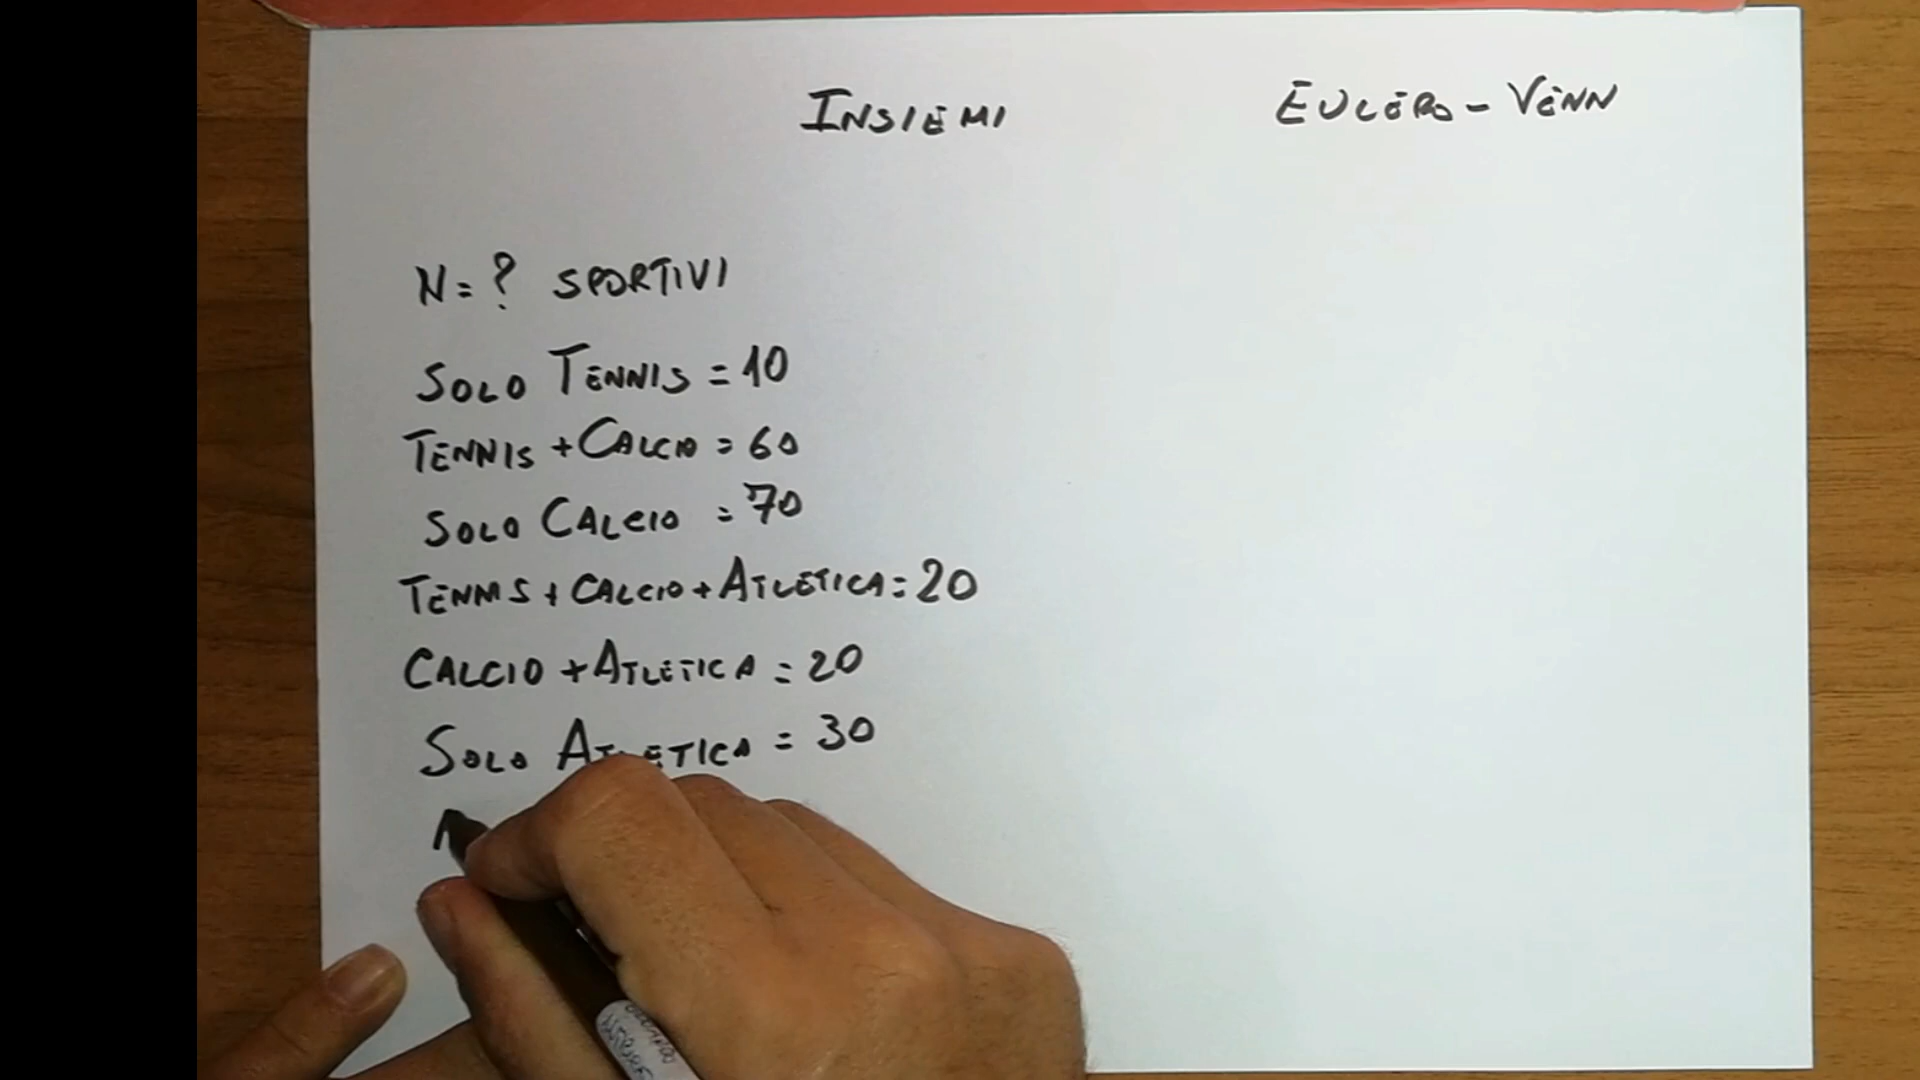 INSIEMI
EULERO - VENN
N = ? SPORTIVI
SOLO TENNIS = 10
TENNIS + CALCIO = 60
SOLO CALCIO = 70
TENNIS + CALCIO + ATLETICA = 20
CALCIO + ATLETICA = 20
SOLO ATLETICA = 30